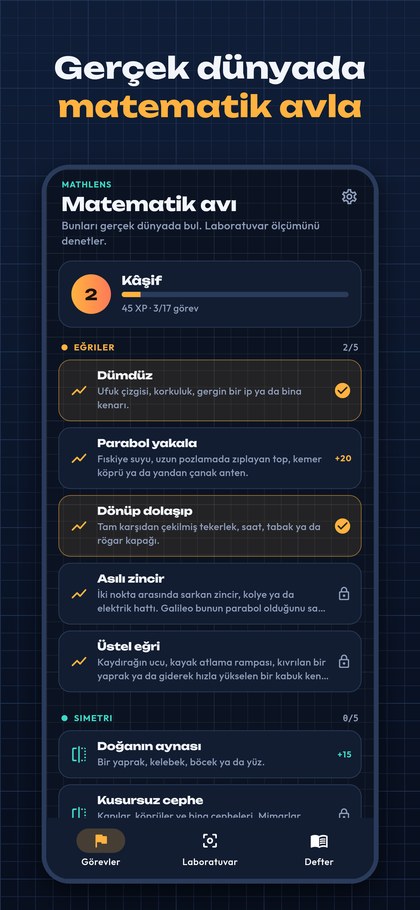 Gerçek dünyada
matematik avla
MATHLENS
Matematik avı
Bunları gerçek dünyada bul. Laboratuvar ölçümünü
denetler.
2
Kâşif
45 XP · 3/17 görev
EĞRILER
2/5
Dümdüz
Ufuk çizgisi, korkuluk, gergin bir ip ya da bina
kenarı.
Parabol yakala
Fıskiye suyu, uzun pozlamada zıplayan top, kemer
köprü ya da yandan çanak anten.
+20
Dönüp dolaşıp
Tam karşıdan çekilmiş tekerlek, saat, tabak ya da
rögar kapağı.
Asılı zincir
İki nokta arasında sarkan zincir, kolye ya da
elektrik hattı. Galileo bunun parabol olduğunu sa...
Üstel eğri
Kaydırağın ucu, kayak atlama rampası, kıvrılan bir
yaprak ya da giderek hızla yükselen bir kabuk ken...
SIMETRI
0/5
Doğanın aynası
Bir yaprak, kelebek, böcek ya da yüz.
+15
Kusursuz cephe
Kapılar, köprüler ve bina cepheleri. Mimarlar
Görevler
Laboratuvar
Defter